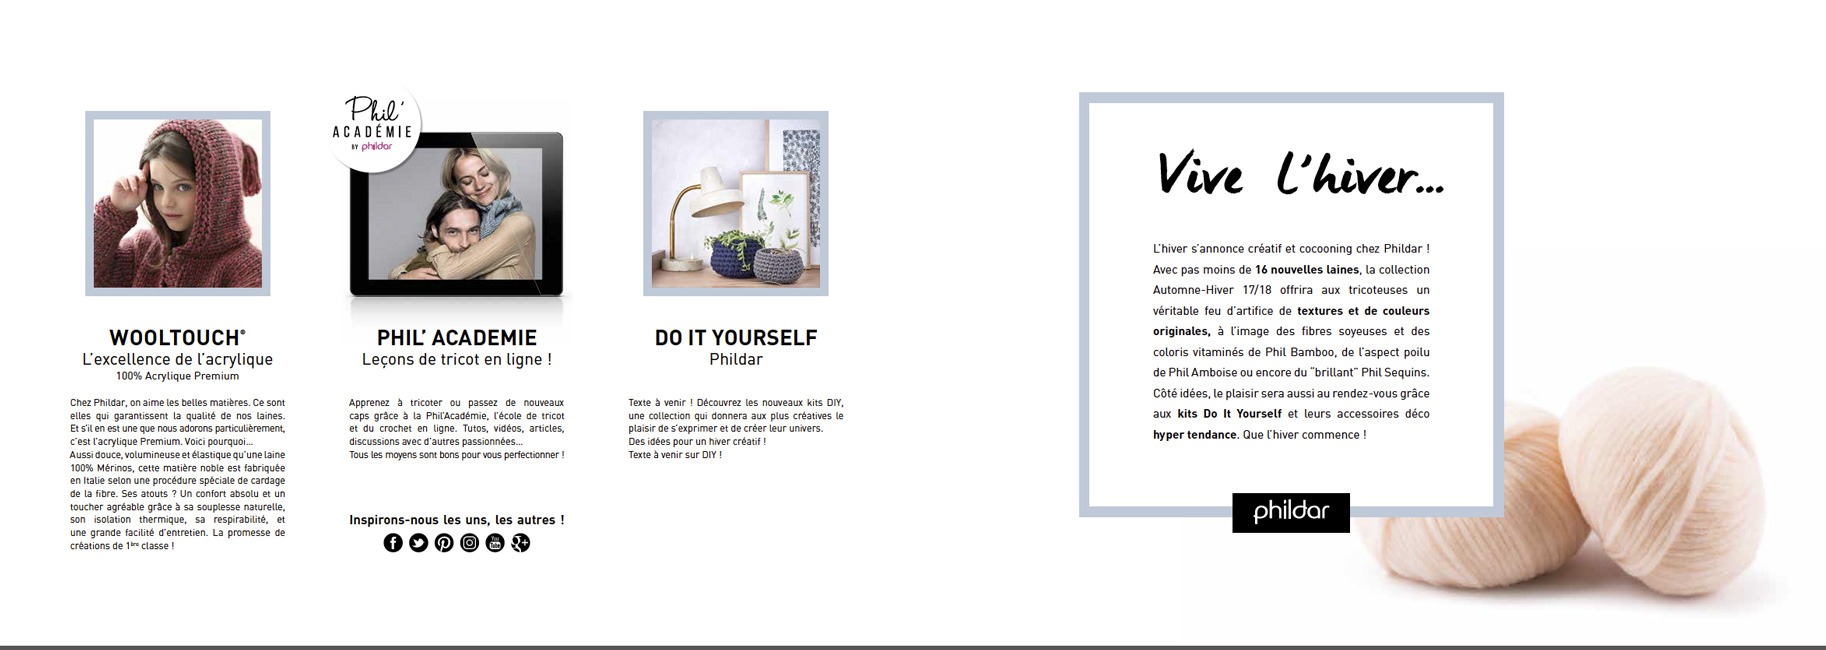 Phil'
ACADÉMIE
BY phildar
WOOLTOUCH®
L'excellence de l'acrylique
100% Acrylique Premium
Chez Phildar, on aime les belles matières. Ce sont
elles qui garantissent la qualité de nos laines.
Et s'il en est une que nous adorons particulièrement,
c'est l'acrylique Premium. Voici pourquoi...
Aussi douce, volumineuse et élastique qu'une laine
100% Mérinos, cette matière noble est fabriquée
en Italie selon une procédure spéciale de cardage
de la fibre. Ses atouts ? Un confort absolu et un
toucher agréable grâce à sa souplesse naturelle,
son isolation thermique, sa respirabilité, et
une grande facilité d'entretien. La promesse de
créations de 1ère classe !
PHIL' ACADEMIE
Leçons de tricot en ligne !
Apprenez à tricoter ou passez de nouveaux
caps grâce à la Phil'Académie, l'école de tricot
et du crochet en ligne. Tutos, vidéos, articles,
discussions avec d'autres passionnées...
Tous les moyens sont bons pour vous perfectionner !
Inspirons-nous les uns, les autres !
You
Tube
DO IT YOURSELF
Phildar
Texte à venir ! Découvrez les nouveaux kits DIY,
une collection qui donnera aux plus créatives le
plaisir de s'exprimer et de créer leur univers.
Des idées pour un hiver créatif !
Texte à venir sur DIY !
Vive l'hiver...
L'hiver s'annonce créatif et cocooning chez Phildar !
Avec pas moins de 16 nouvelles laines, la collection
Automne-Hiver 17/18 offrira aux tricoteuses un
véritable feu d'artifice de textures et de couleurs
originales, à l'image des fibres soyeuses et des
coloris vitaminés de Phil Bamboo, de l'aspect poilu
de Phil Amboise ou encore du "brillant" Phil Sequins.
Côté idées, le plaisir sera aussi au rendez-vous grâce
aux kits Do It Yourself et leurs accessoires déco
hyper tendance. Que l'hiver commence !
phildar